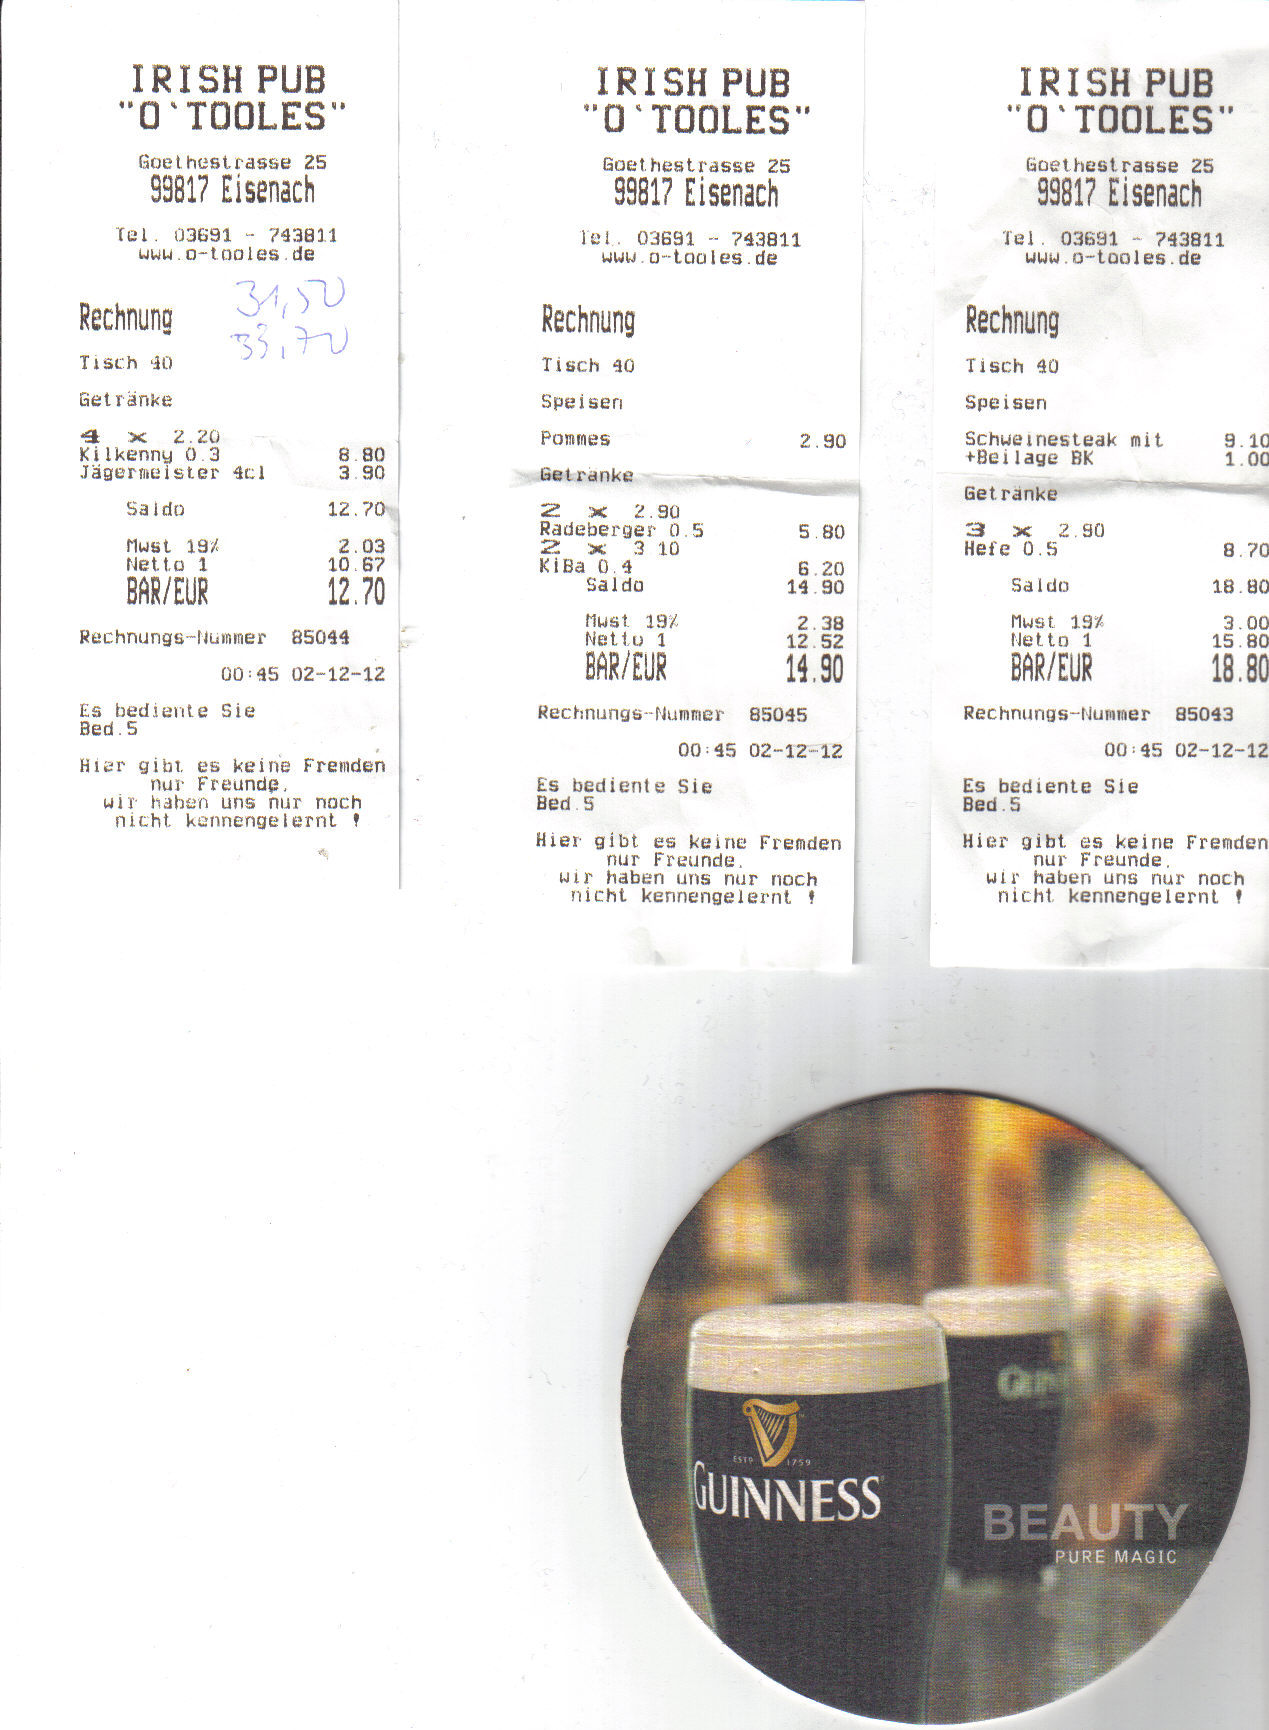 IRISH PUB
"O`TOOLES"
Goethestrasse 25
99817 Eisenach
Tel. 03691 - 743811
www.o-tooles.de
31,50
33,70
Rechnung
Tisch 40
Getränke
4 x 2.20
Kilkenny 0.3 8.80
Jägermeister 4cl 3.90
Saldo 12.70
Mwst 19% 2.03
Netto 1 10.67
BAR/EUR 12.70
Rechnungs-Nummer 85044
00:45 02-12-12
Es bediente Sie
Bed.5
Hier gibt es keine Fremden
nur Freunde,
wir haben uns nur noch
nicht kennengelernt !
IRISH PUB
"O`TOOLES"
Goethestrasse 25
99817 Eisenach
Tel. 03691 - 743811
www.o-tooles.de
Rechnung
Tisch 40
Speisen
Pommes 2.90
Getränke
2 x 2.90
Radeberger 0.5 5.80
2 x 3.10
KiBa 0.4 6.20
Saldo 14.90
Mwst 19% 2.38
Netto 1 12.52
BAR/EUR 14.90
Rechnungs-Nummer 85045
00:45 02-12-12
Es bediente Sie
Bed.5
Hier gibt es keine Fremden
nur Freunde,
wir haben uns nur noch
nicht kennengelernt !
IRISH PUB
"O`TOOLES"
Goethestrasse 25
99817 Eisenach
Tel. 03691 - 743811
www.o-tooles.de
Rechnung
Tisch 40
Speisen
Schweinesteak mit 9.10
+Beilage BK 1.00
Getränke
3 x 2.90
Hefe 0.5 8.70
Saldo 18.80
Mwst 19% 3.00
Netto 1 15.80
BAR/EUR 18.80
Rechnungs-Nummer 85043
00:45 02-12-12
Es bediente Sie
Bed.5
Hier gibt es keine Fremden
nur Freunde,
wir haben uns nur noch
nicht kennengelernt !
ESTD 1759
GUINNESS
BEAUTY
PURE MAGIC